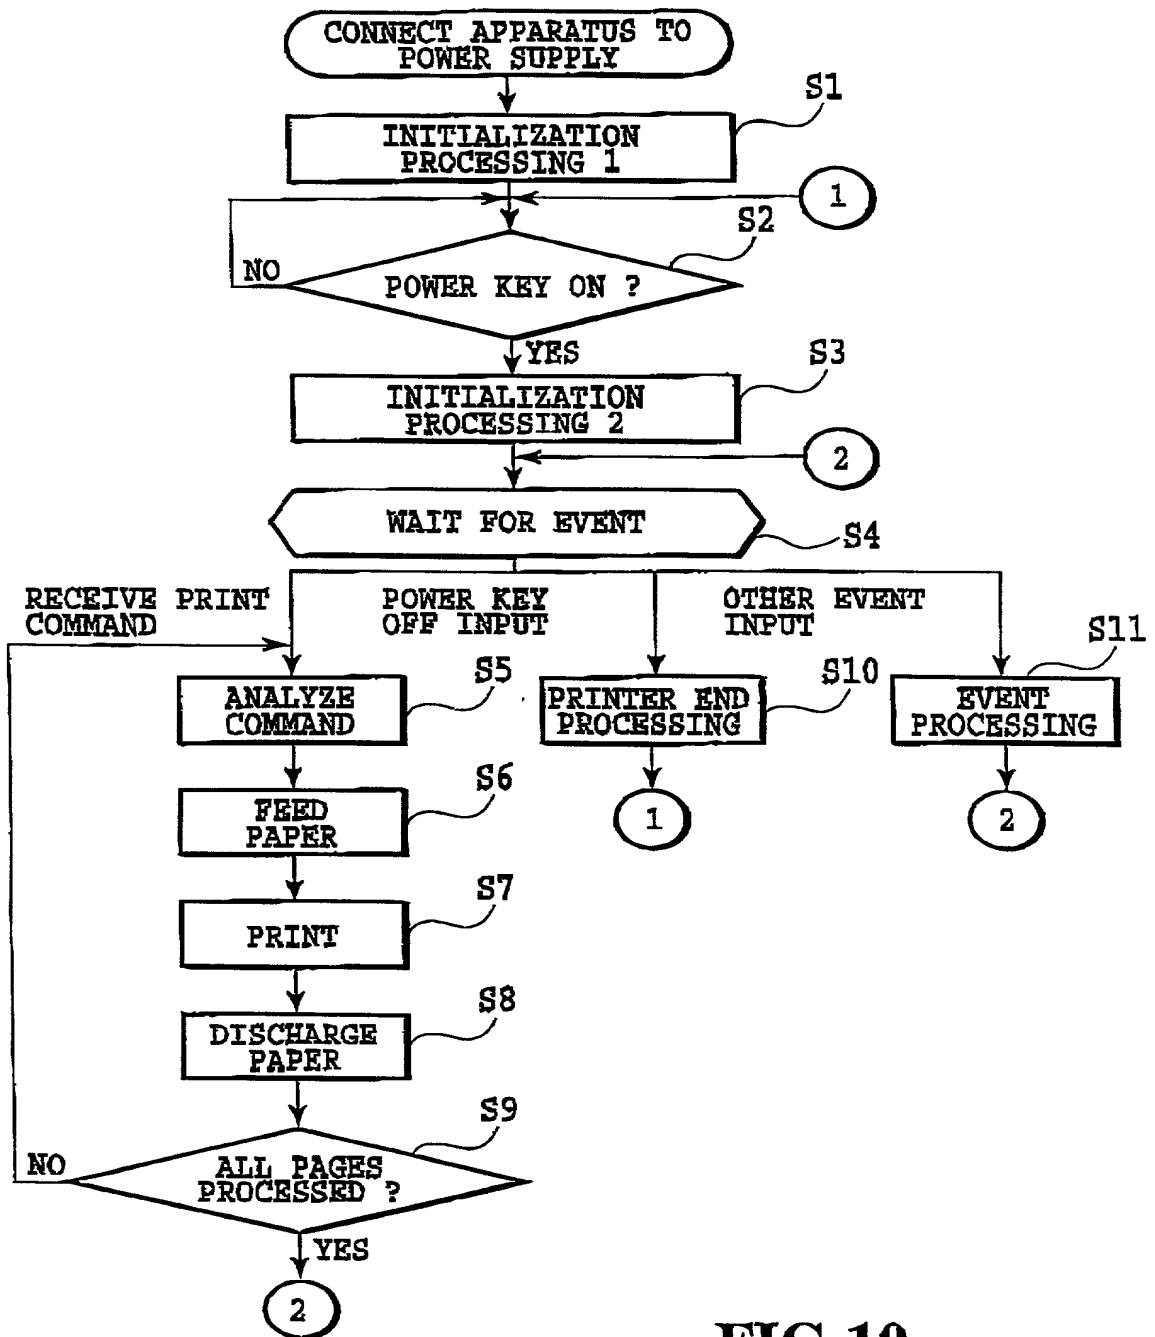 CONNECT APPARATUS TO
POWER SUPPLY
S1
INITIALIZATION
PROCESSING 1
1
S2
NO
POWER KEY ON ?
YES
S3
INITIALIZATION
PROCESSING 2
2
WAIT FOR EVENT
S4
RECEIVE PRINT
COMMAND
POWER KEY
OFF INPUT
OTHER EVENT
INPUT
S5
ANALYZE
COMMAND
S10
PRINTER END
PROCESSING
S11
EVENT
PROCESSING
S6
FEED
PAPER
1
2
S7
PRINT
S8
DISCHARGE
PAPER
S9
NO
ALL PAGES
PROCESSED ?
YES
2
FIG. 10